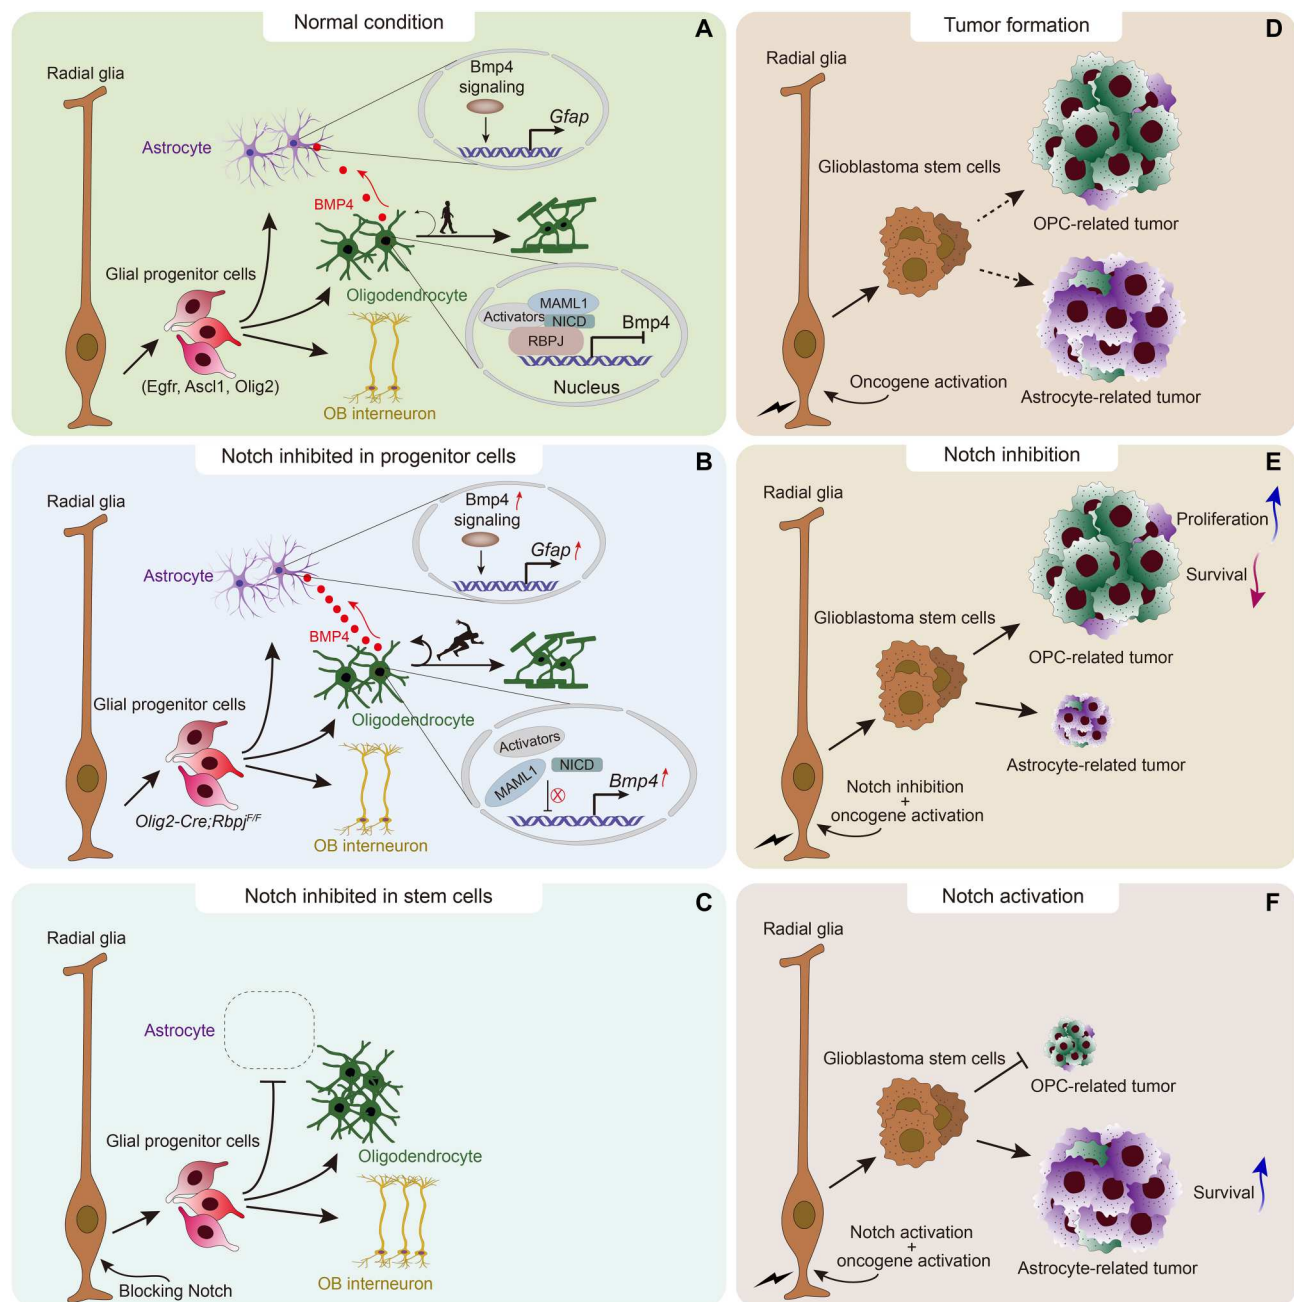 Normal condition
A
Radial glia
Bmp4
signaling
Gfap
Astrocyte
BMP4
Glial progenitor cells
Oligodendrocyte
MAML1
Activators
NICD
RBPJ
Bmp4
Nucleus
(Egfr, Ascl1, Olig2)
OB interneuron
Notch inhibited in progenitor cells
B
Radial glia
Bmp4
signaling
Gfap
Astrocyte
BMP4
Glial progenitor cells
Oligodendrocyte
Activators
MAML1
NICD
Bmp4
Olig2-Cre;Rbpj^F/F
OB interneuron
Notch inhibited in stem cells
C
Radial glia
Astrocyte
Glial progenitor cells
Oligodendrocyte
OB interneuron
Blocking Notch
Tumor formation
D
Radial glia
Glioblastoma stem cells
OPC-related tumor
Oncogene activation
Astrocyte-related tumor
Notch inhibition
E
Radial glia
Proliferation
Survival
Glioblastoma stem cells
OPC-related tumor
Astrocyte-related tumor
Notch inhibition
+
oncogene activation
Notch activation
F
Radial glia
Glioblastoma stem cells
OPC-related tumor
Survival
Notch activation
+
oncogene activation
Astrocyte-related tumor